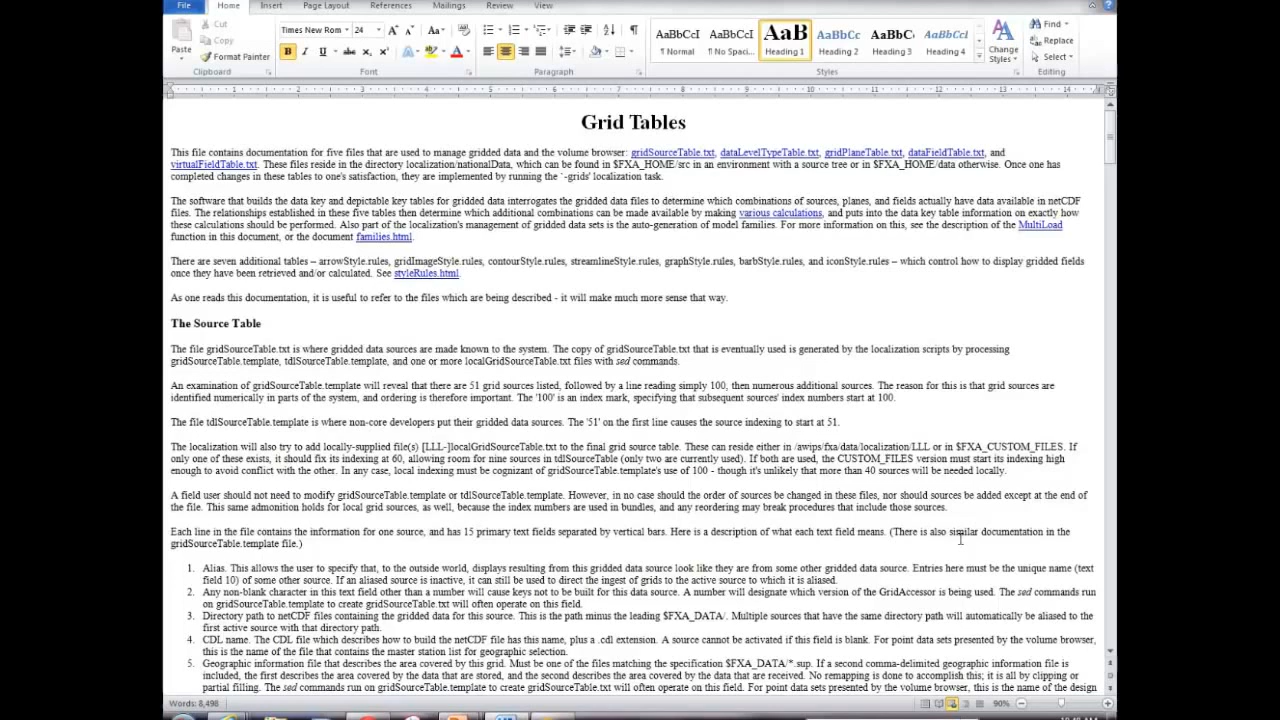 File Home Insert Page Layout References Mailings Review View
Cut Times New Rom 24 Aa AaBbCcI AaBbCcI AaB AaBbCc AaBbC AaBbCcI A Find
Copy Replace
Paste Format Painter B I U abc A ¶ Normal ¶ No Spaci... Heading 1 Heading 2 Heading 3 Heading 4 Change Styles Select
Clipboard Font Paragraph Styles Editing
1 2 3 4 5 6 7 8 9 10 11 12 13 14
Grid Tables
This file contains documentation for five files that are used to manage gridded data and the volume browser: gridSourceTable.txt, dataLevelTypeTable.txt, gridPlaneTable.txt, dataFieldTable.txt, and
virtualFieldTable.txt. These files reside in the directory localization/nationalData, which can be found in $FXA_HOME/src in an environment with a source tree or in $FXA_HOME/data otherwise. Once one has
completed changes in these tables to one's satisfaction, they are implemented by running the `-grids' localization task.
The software that builds the data key and depictable key tables for gridded data interrogates the gridded data files to determine which combinations of sources, planes, and fields actually have data available in netCDF
files. The relationships established in these five tables then determine which additional combinations can be made available by making various calculations, and puts into the data key table information on exactly how
these calculations should be performed. Also part of the localization's management of gridded data sets is the auto-generation of model families. For more information on this, see the description of the MultiLoad
function in this document, or the document families.html.
There are seven additional tables – arrowStyle.rules, gridImageStyle.rules, contourStyle.rules, streamlineStyle.rules, graphStyle.rules, barbStyle.rules, and iconStyle.rules – which control how to display gridded fields
once they have been retrieved and/or calculated. See styleRules.html.
As one reads this documentation, it is useful to refer to the files which are being described - it will make much more sense that way.
The Source Table
The file gridSourceTable.txt is where gridded data sources are made known to the system. The copy of gridSourceTable.txt that is eventually used is generated by the localization scripts by processing
gridSourceTable.template, tdlSourceTable.template, and one or more localGridSourceTable.txt files with sed commands.
An examination of gridSourceTable.template will reveal that there are 51 grid sources listed, followed by a line reading simply 100, then numerous additional sources. The reason for this is that grid sources are
identified numerically in parts of the system, and ordering is therefore important. The '100' is an index mark, specifying that subsequent sources' index numbers start at 100.
The file tdlSourceTable.template is where non-core developers put their gridded data sources. The '51' on the first line causes the source indexing to start at 51.
The localization will also try to add locally-supplied file(s) [LLL-]localGridSourceTable.txt to the final grid source table. These can reside either in /awips/fxa/data/localization/LLL or in $FXA_CUSTOM_FILES. If
only one of these exists, it should fix its indexing at 60, allowing room for nine sources in tdlSourceTable (only two are currently used). If both are used, the CUSTOM_FILES version must start its indexing high
enough to avoid conflict with the other. In any case, local indexing must be cognizant of gridSourceTable.template's use of 100 - though it's unlikely that more than 40 sources will be needed locally.
A field user should not need to modify gridSourceTable.template or tdlSourceTable.template. However, in no case should the order of sources be changed in these files, nor should sources be added except at the end of
the file. This same admonition holds for local grid sources, as well, because the index numbers are used in bundles, and any reordering may break procedures that include those sources.
Each line in the file contains the information for one source, and has 15 primary text fields separated by vertical bars. Here is a description of what each text field means. (There is also similar documentation in the
gridSourceTable.template file.)
1. Alias. This allows the user to specify that, to the outside world, displays resulting from this gridded data source look like they are from some other gridded data source. Entries here must be the unique name (text
field 10) of some other source. If an aliased source is inactive, it can still be used to direct the ingest of grids to the active source to which it is aliased.
2. Any non-blank character in this text field other than a number will cause keys not to be built for this data source. A number will designate which version of the GridAccessor is being used. The sed commands run
on gridSourceTable.template to create gridSourceTable.txt will often operate on this field.
3. Directory path to netCDF files containing the gridded data for this source. This is the path minus the leading $FXA_DATA/. Multiple sources that have the same directory path will automatically be aliased to the
first active source with that directory path.
4. CDL name. The CDL file which describes how to build the netCDF file has this name, plus a .cdl extension. A source cannot be activated if this field is blank. For point data sets presented by the volume browser,
this is the name of the file that contains the master station list for geographic selection.
5. Geographic information file that describes the area covered by this grid. Must be one of the files matching the specification $FXA_DATA/*.sup. If a second comma-delimited geographic information file is
included, the first describes the area covered by the data that are stored, and the second describes the area covered by the data that are received. No remapping is done to accomplish this; it is all by clipping or
partial filling. The sed commands run on gridSourceTable.template to create gridSourceTable.txt will often operate on this field. For point data sets presented by the volume browser, this is the name of the design
Words: 8,498 90%